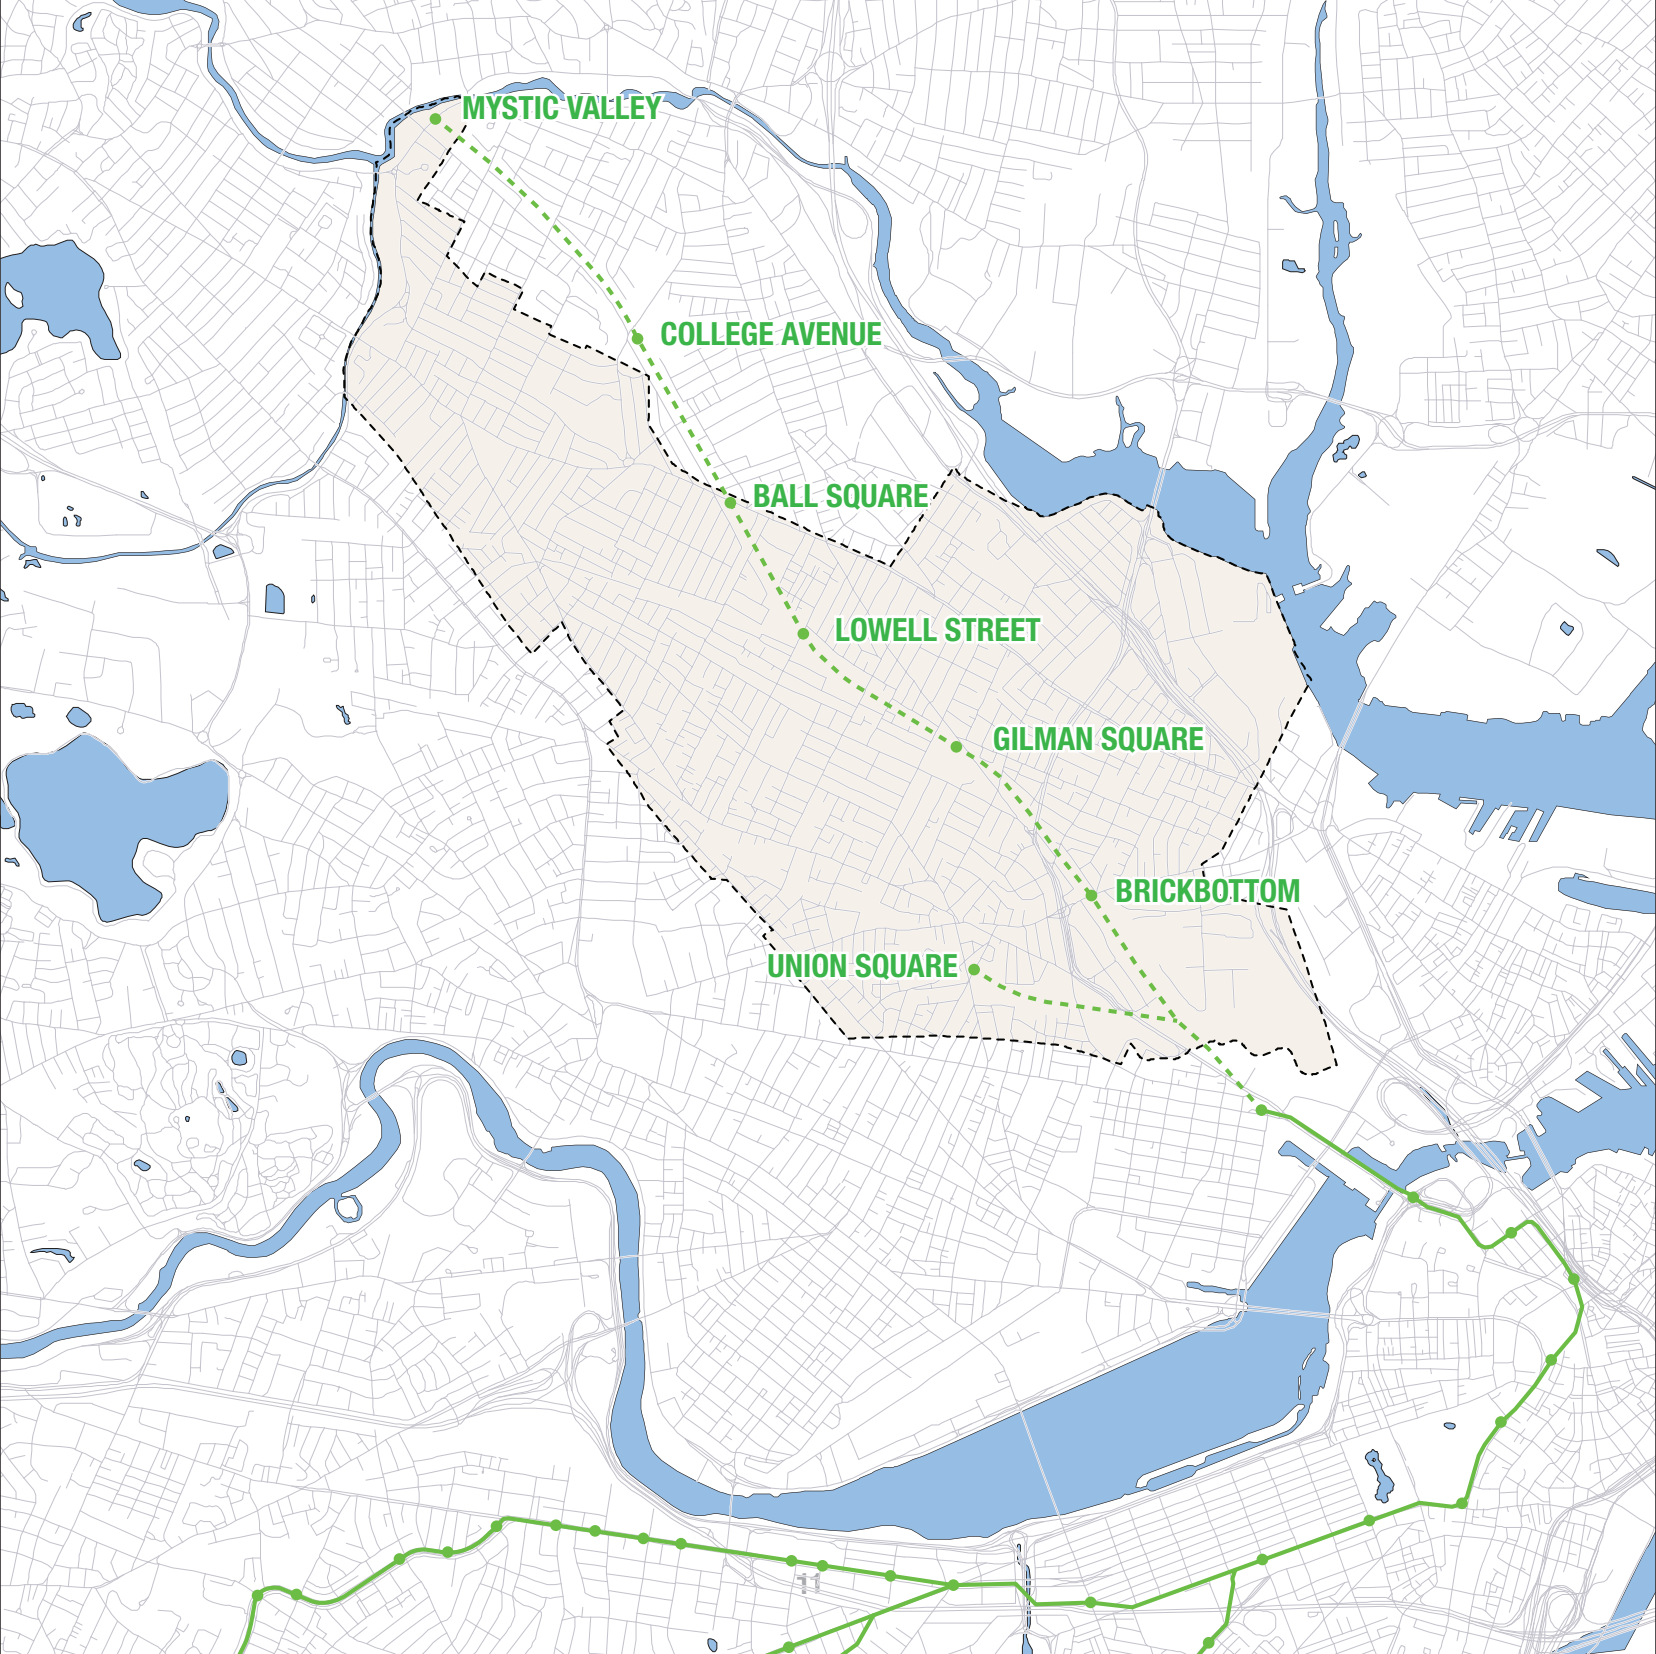 MYSTIC VALLEY
COLLEGE AVENUE
BALL SQUARE
LOWELL STREET
GILMAN SQUARE
BRICKBOTTOM
UNION SQUARE
11